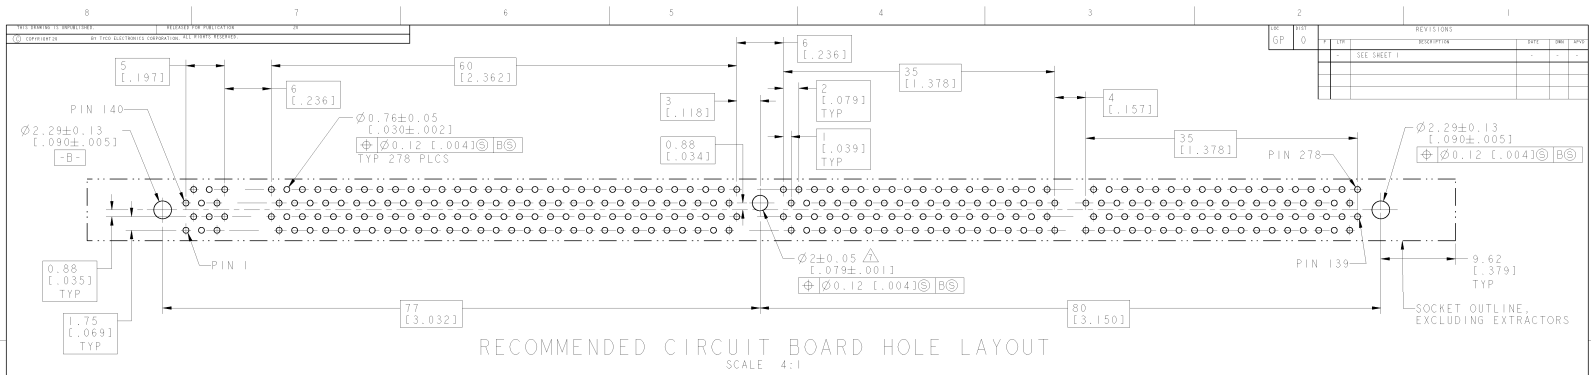 8 7 6 5 4 3 2 1
THIS DRAWING IS UNPUBLISHED. RELEASED FOR PUBLICATION 20
© COPYRIGHT 20 BY TYCO ELECTRONICS CORPORATION. ALL RIGHTS RESERVED.
LOC DIST REVISIONS
GP 0 P LTR DESCRIPTION DATE DWN APVD
- SEE SHEET 1 - - -
5
[.197]
6
[.236]
60
[2.362]
3
[.118]
6
[.236]
2
[.079]
TYP
1
[.039]
TYP
35
[1.378]
4
[.157]
35
[1.378]
PIN 140
Ø2.29±0.13
[.090±.005]
-B-
Ø0.76±0.05
[.030±.002]
⌖ Ø0.12 [.004]Ⓢ BⓈ
TYP 278 PLCS
0.88
[.034]
PIN 278
Ø2.29±0.13
[.090±.005]
⌖ Ø0.12 [.004]Ⓢ BⓈ
0.88
[.035]
TYP
1.75
[.069]
TYP
PIN 1
77
[3.032]
Ø2±0.05 7
[.079±.001]
⌖ Ø0.12 [.004]Ⓢ BⓈ
80
[3.150]
PIN 139
9.62
[.379]
TYP
SOCKET OUTLINE,
EXCLUDING EXTRACTORS
RECOMMENDED CIRCUIT BOARD HOLE LAYOUT
SCALE 4:1